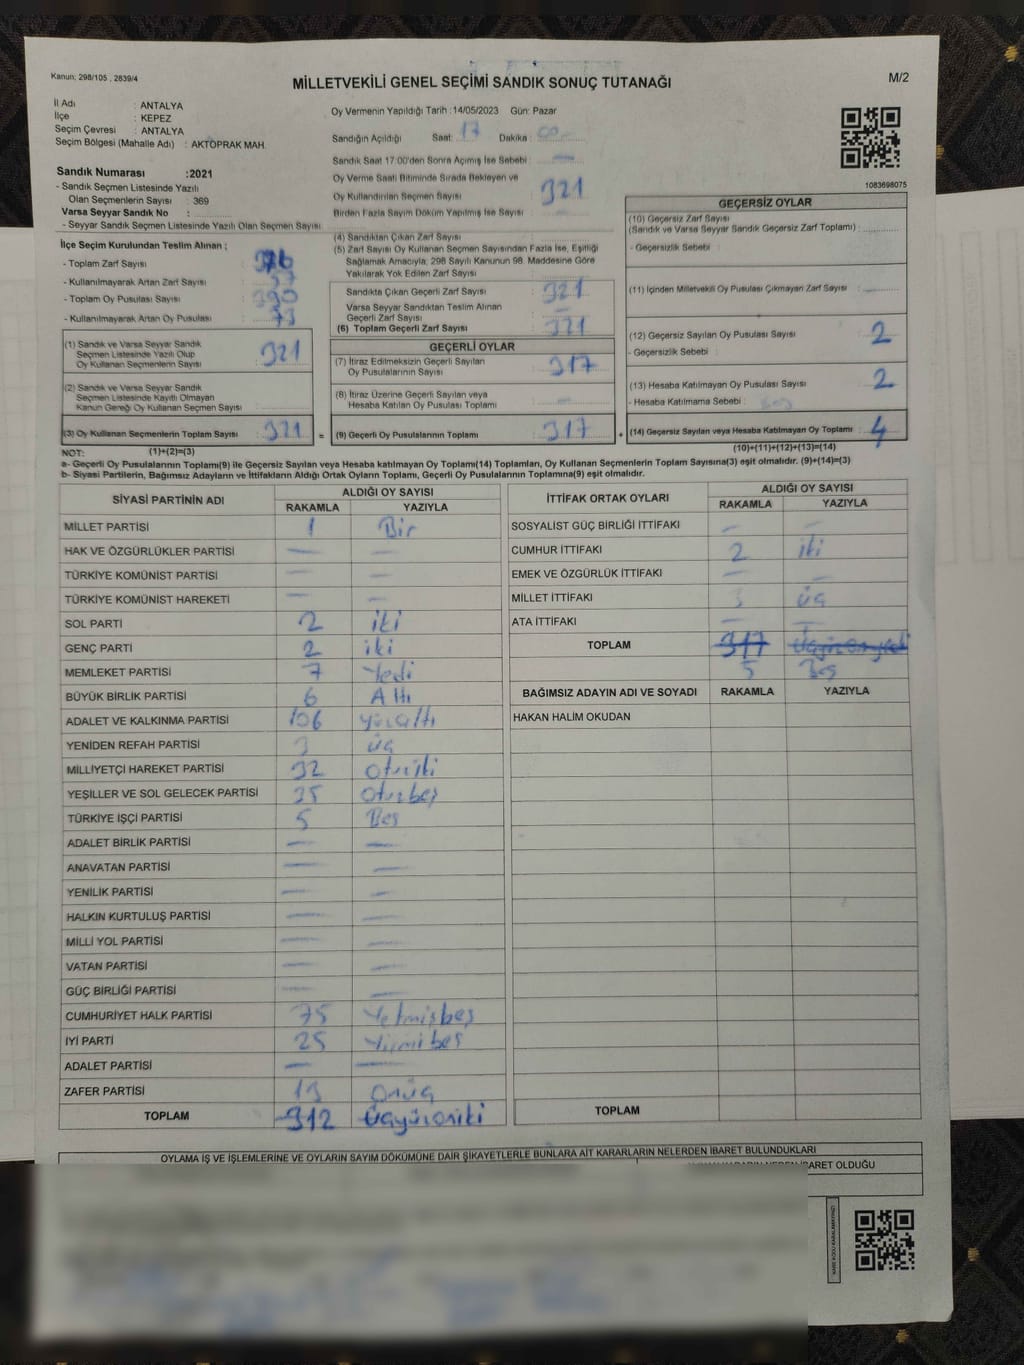 Kanun: 298/105 , 2839/4
MİLLETVEKİLİ GENEL SEÇİMİ SANDIK SONUÇ TUTANAĞI
M/2
İl Adı : ANTALYA
İlçe : KEPEZ
Seçim Çevresi : ANTALYA
Seçim Bölgesi (Mahalle Adı) : AKTOPRAK MAH.
Oy Vermenin Yapıldığı Tarih :14/05/2023 Gün: Pazar
Sandığın Açıldığı Saat: 17 Dakika : 00
Sandık Saat 17.00'den Sonra Açımış İse Sebebi : —
Oy Verme Saati Bitiminde Sırada Bekleyen ve
Oy Kullandırılan Seçmen Sayısı : 321
Birden Fazla Sayım Döküm Yapılmış İse Sayısı : —
1083698075
Sandık Numarası :2021
- Sandık Seçmen Listesinde Yazılı
Olan Seçmenlerin Sayısı : 369
Varsa Seyyar Sandık No :
- Seyyar Sandık Seçmen Listesinde Yazılı Olan Seçmen Sayısı
İlçe Seçim Kurulundan Teslim Alınan ;
- Toplam Zarf Sayısı :
- Kullanılmayarak Artan Zarf Sayısı :
- Toplam Oy Pusulası Sayısı : 390
- Kullanılmayarak Artan Oy Pusulası : 73
(1) Sandık ve Varsa Seyyar Sandık
Seçmen Listesinde Yazılı Olup
Oy Kullanan Seçmenlerin Sayısı : 321
(2) Sandık ve Varsa Seyyar Sandık
Seçmen Listesinde Kayıtlı Olmayan
Kanun Gereği Oy Kullanan Seçmen Sayısı :
(3) Oy Kullanan Seçmenlerin Toplam Sayısı : 321
(4) Sandıktan Çıkan Zarf Sayısı :
(5) Zarf Sayısı Oy Kullanan Seçmen Sayısından Fazla İse, Eşitliği
Sağlamak Amacıyla, 298 Sayılı Kanunun 98. Maddesine Göre
Yakılarak Yok Edilen Zarf Sayısı :
Sandıkta Çıkan Geçerli Zarf Sayısı : 321
Varsa Seyyar Sandıktan Teslim Alınan
Geçerli Zarf Sayısı : —
(6) Toplam Geçerli Zarf Sayısı : 321
GEÇERLİ OYLAR
(7) İtiraz Edilmeksizin Geçerli Sayılan
Oy Pusulalarının Sayısı : 317
(8) İtiraz Üzerine Geçerli Sayılan veya
Hesaba Katılan Oy Pusulası Toplamı : —
= (9) Geçerli Oy Pusulalarının Toplamı : 317 +
GEÇERSİZ OYLAR
(10) Geçersiz Zarf Sayısı
(Sandık ve Varsa Seyyar Sandık Geçersiz Zarf Toplamı) :
- Geçersizlik Sebebi :
(11) İçinden Milletvekili Oy Pusulası Çıkmayan Zarf Sayısı :
(12) Geçersiz Sayılan Oy Pusulası Sayısı : 2
- Geçersizlik Sebebi :
(13) Hesaba Katılmayan Oy Pusulası Sayısı : 2
- Hesaba Katılmama Sebebi :
(14) Geçersiz Sayılan veya Hesaba Katılmayan Oy Toplamı : 4
NOT: (1)+(2)=(3)
(10)+(11)+(12)+(13)=(14)
a- Geçerli Oy Pusulalarının Toplamı(9) ile Geçersiz Sayılan veya Hesaba katılmayan Oy Toplamı(14) Toplamları, Oy Kullanan Seçmenlerin Toplam Sayısına(3) eşit olmalıdır. (9)+(14)=(3)
b- Siyasi Partilerin, Bağımsız Adayların ve İttifakların Aldığı Ortak Oyların Toplamı, Geçerli Oy Pusulalarının Toplamına(9) eşit olmalıdır.
SİYASİ PARTİNİN ADI ALDIĞI OY SAYISI
RAKAMLA YAZIYLA
MİLLET PARTİSİ 1 Bir
HAK VE ÖZGÜRLÜKLER PARTİSİ — —
TÜRKİYE KOMÜNİST PARTİSİ — —
TÜRKİYE KOMÜNİST HAREKETİ — —
SOL PARTİ 2 iki
GENÇ PARTİ 2 iki
MEMLEKET PARTİSİ 7 Yedi
BÜYÜK BİRLİK PARTİSİ 6 Altı
ADALET VE KALKINMA PARTİSİ 106 yüzaltı
YENİDEN REFAH PARTİSİ 3 üç
MİLLİYETÇİ HAREKET PARTİSİ 32 otuziki
YEŞİLLER VE SOL GELECEK PARTİSİ 35 Otuzbeş
TÜRKİYE İŞÇİ PARTİSİ 5 Beş
ADALET BİRLİK PARTİSİ — —
ANAVATAN PARTİSİ — —
YENİLİK PARTİSİ — —
HALKIN KURTULUŞ PARTİSİ — —
MİLLİ YOL PARTİSİ — —
VATAN PARTİSİ — —
GÜÇ BİRLİĞİ PARTİSİ — —
CUMHURİYET HALK PARTİSİ 75 Yetmişbeş
İYİ PARTİ 25 Yirmibeş
ADALET PARTİSİ — —
ZAFER PARTİSİ 13 Onüç
TOPLAM 312 üçyüzoniki
İTTİFAK ORTAK OYLARI ALDIĞI OY SAYISI
RAKAMLA YAZIYLA
SOSYALİST GÜÇ BİRLİĞİ İTTİFAKI — —
CUMHUR İTTİFAKI 2 iki
EMEK VE ÖZGÜRLÜK İTTİFAKI — —
MİLLET İTTİFAKI 3 üç
ATA İTTİFAKI — —
TOPLAM 317 üçyüzonyedi
5 Beş
BAĞIMSIZ ADAYIN ADI VE SOYADI RAKAMLA YAZIYLA
HAKAN HALİM OKUDAN
TOPLAM
OYLAMA İŞ VE İŞLEMLERİNE VE OYLARIN SAYIM DÖKÜMÜNE DAİR ŞİKAYETLERLE BUNLARA AİT KARARLARIN NELERDEN İBARET BULUNDUKLARI
İBARET OLDUĞU